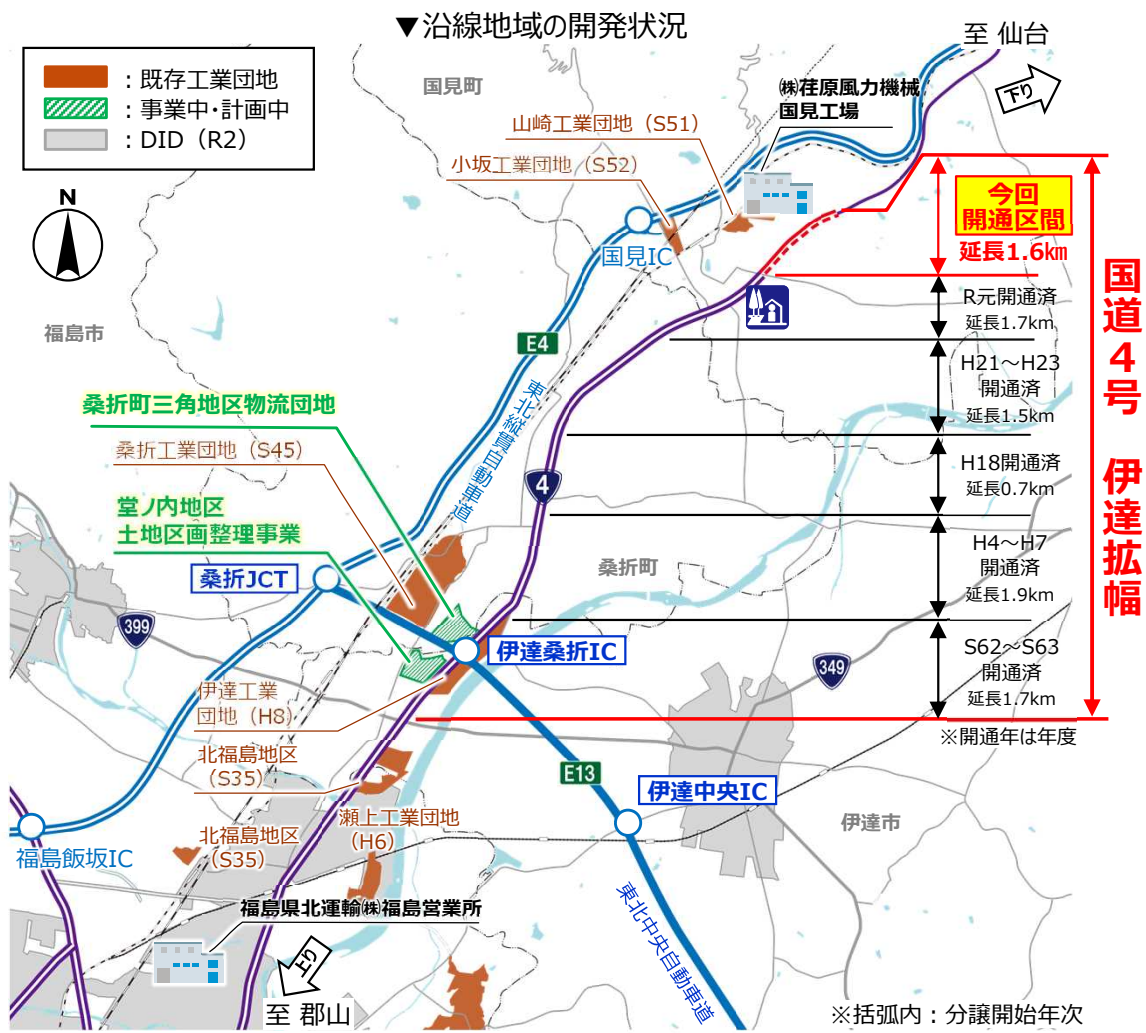 ▼沿線地域の開発状況
至 仙台
下り
：既存工業団地
：事業中・計画中
：DID（R2）
N
国見町
㈱荏原風力機械
国見工場
山崎工業団地（S51）
小坂工業団地（S52）
国見IC
福島市
E4
東北縦貫自動車道
今回
開通区間
延長1.6㎞
R元開通済
延長1.7km
H21～H23
開通済
延長1.5km
H18開通済
延長0.7km
H4～H7
開通済
延長1.9km
S62～S63
開通済
延長1.7km
※開通年は年度
国道４号 伊達拡幅
桑折町三角地区物流団地
桑折工業団地（S45）
堂ノ内地区
土地区画整理事業
4
桑折町
桑折JCT
399
伊達桑折IC
349
伊達工業
団地（H8）
北福島地区
（S35）
E13
伊達中央IC
瀬上工業団地
（H6）
北福島地区
（S35）
伊達市
福島飯坂IC
福島県北運輸㈱福島営業所
東北中央自動車道
上り
至 郡山
※括弧内：分譲開始年次